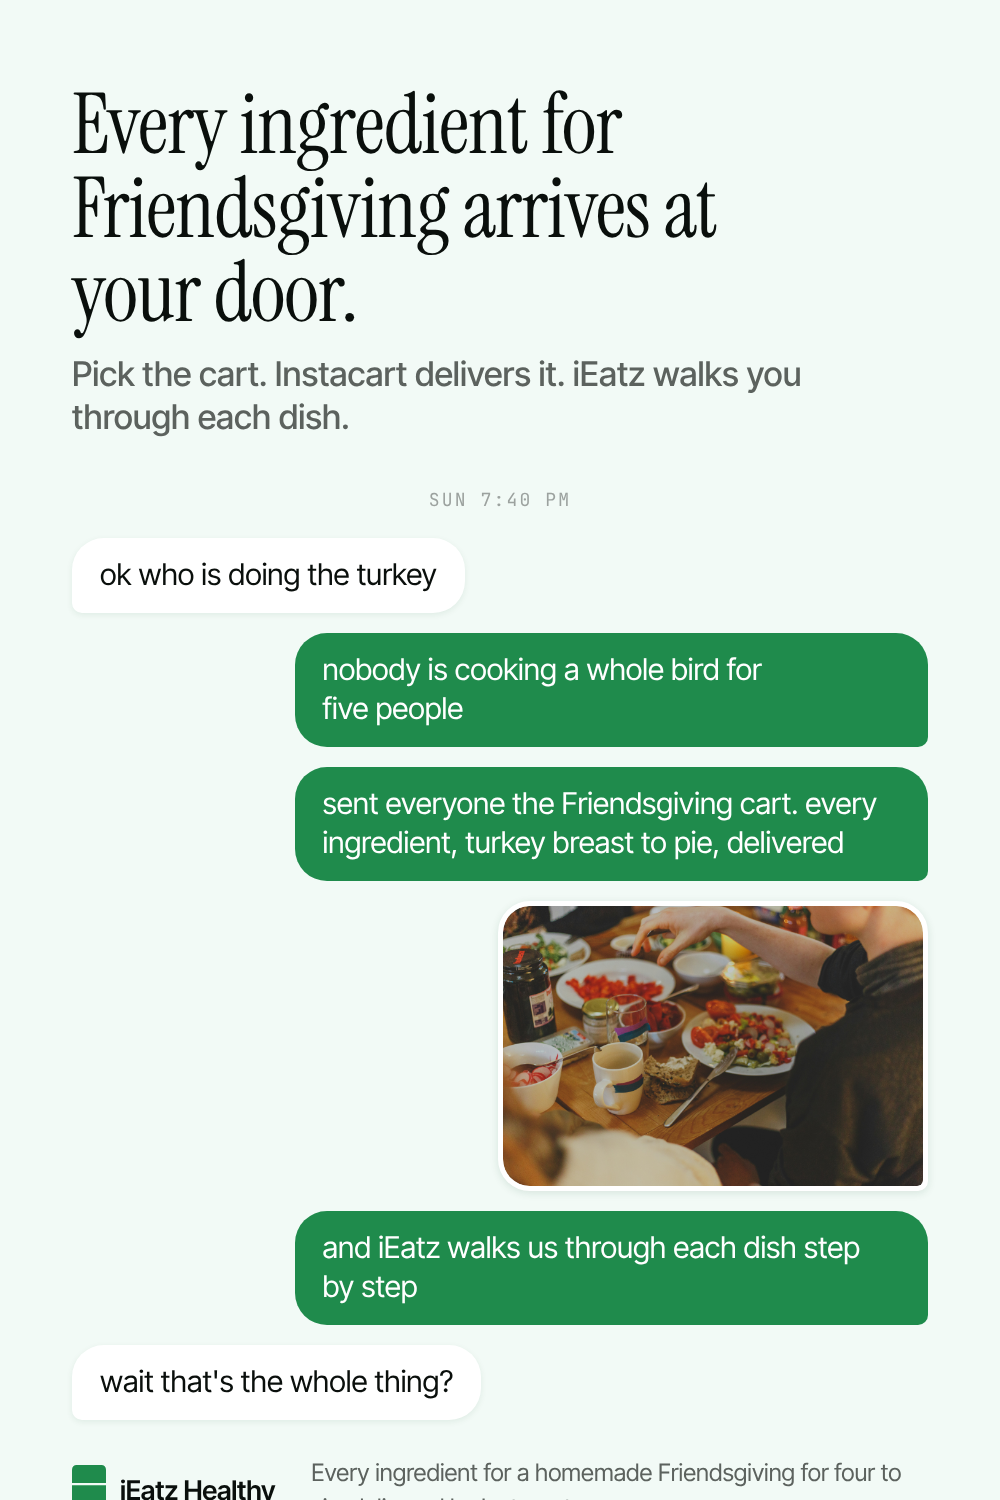 Every ingredient for
Friendsgiving arrives at
your door.
Pick the cart. Instacart delivers it. iEatz walks you
through each dish.
SUN 7:40 PM
ok who is doing the turkey
nobody is cooking a whole bird for
five people
sent everyone the Friendsgiving cart. every
ingredient, turkey breast to pie, delivered
and iEatz walks us through each dish step
by step
wait that's the whole thing?
iEatz Healthy
Every ingredient for a homemade Friendsgiving for four to